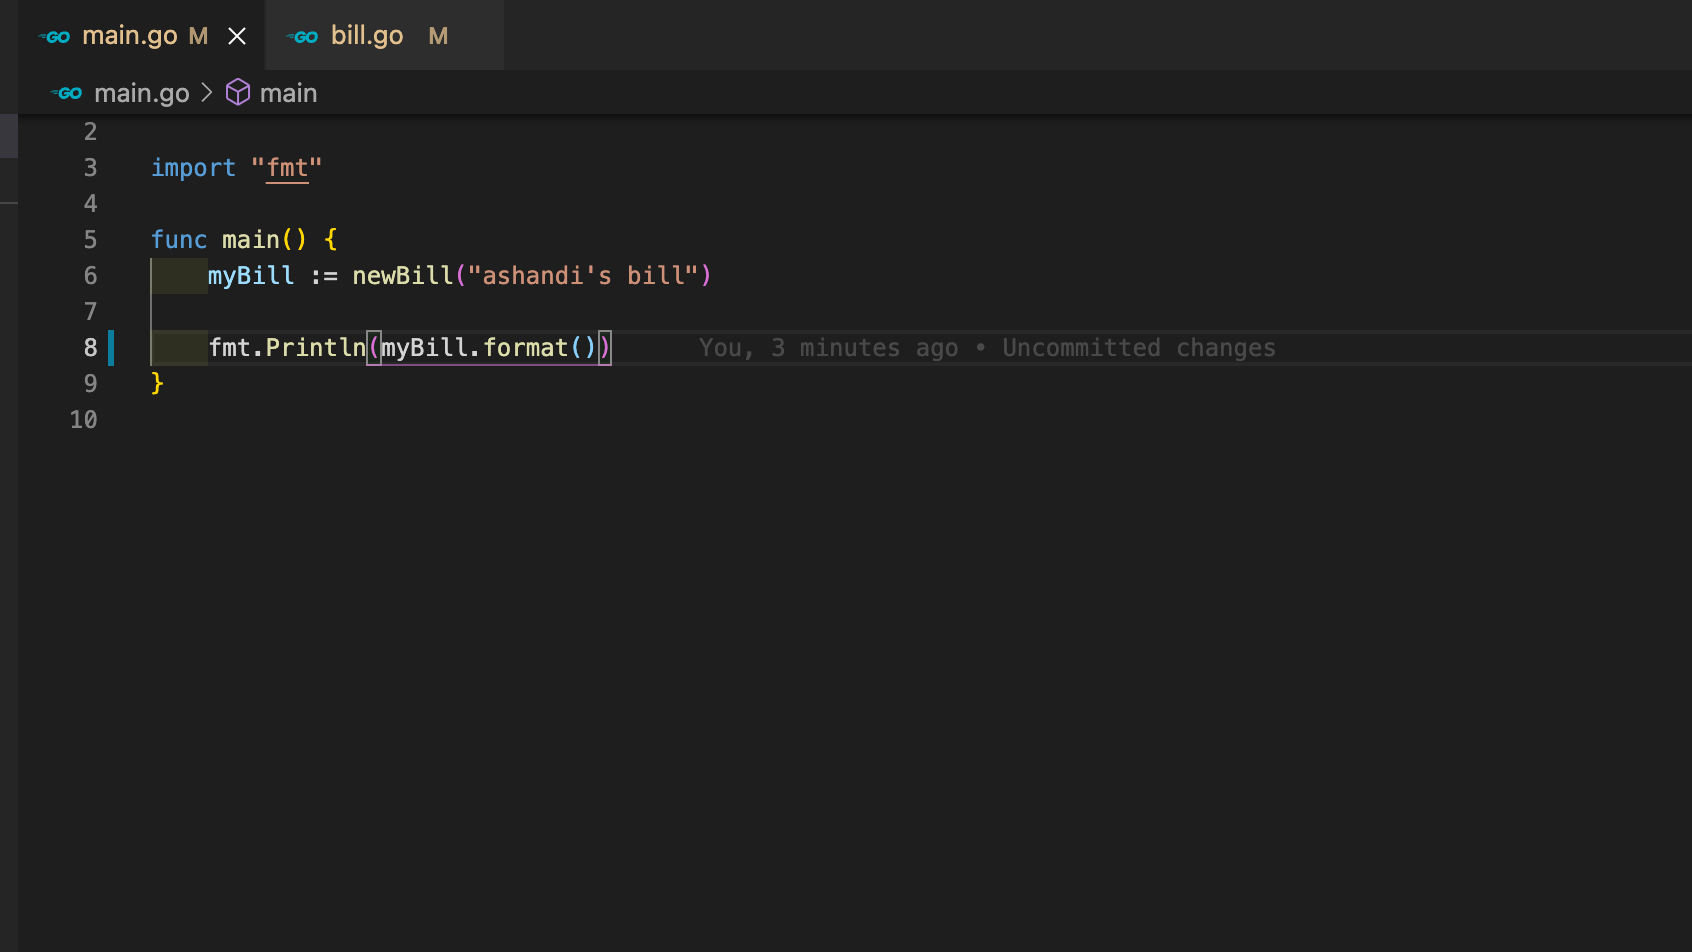 GO main.go M GO bill.go M
GO main.go > main
2
3 import "fmt"
4
5 func main() {
6 myBill := newBill("ashandi's bill")
7
8 fmt.Println(myBill.format()) You, 3 minutes ago • Uncommitted changes
9 }
10